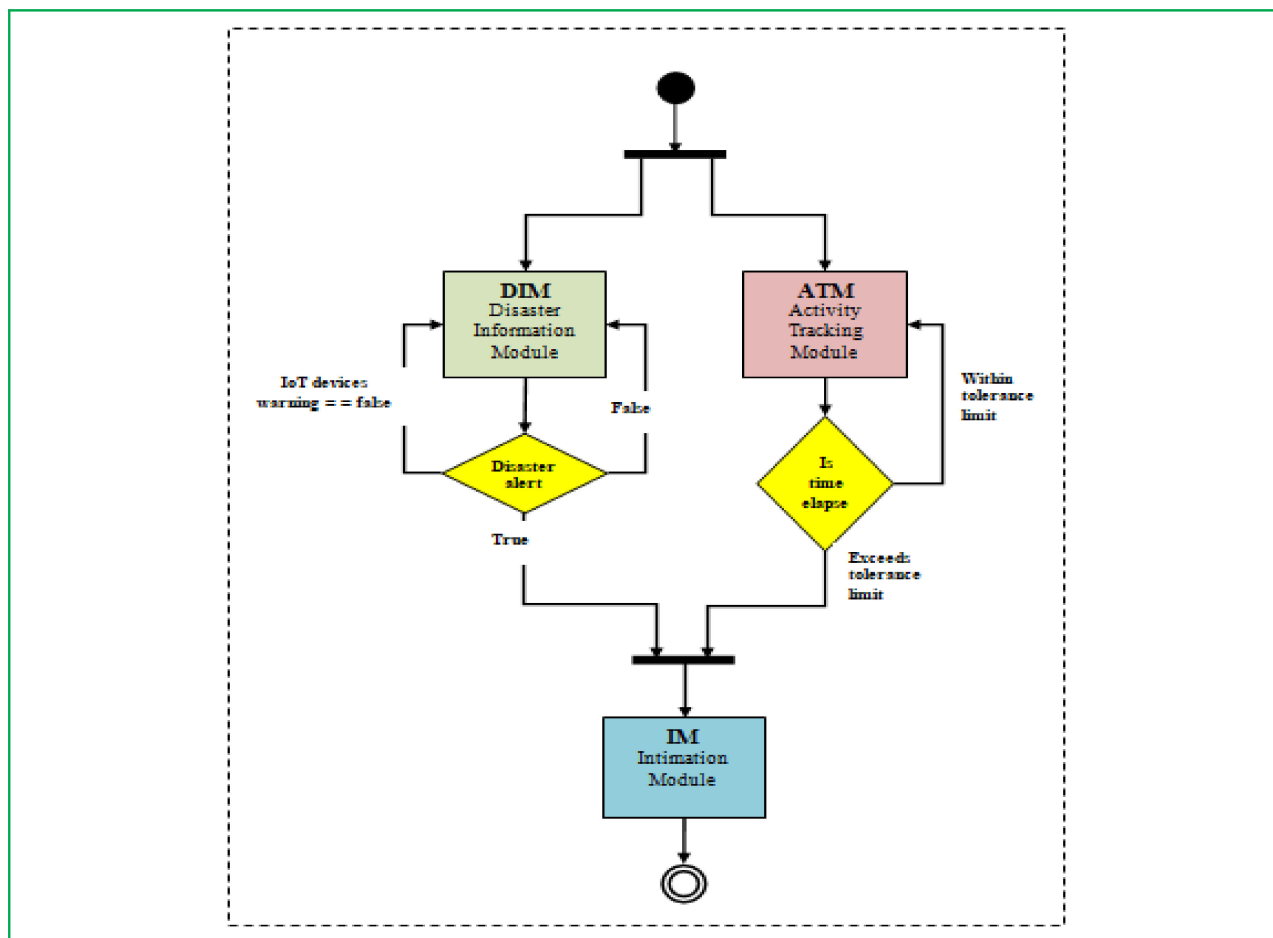 DIM
Disaster
Information
Module
ATM
Activity
Tracking
Module
IoT devices
warning = = false
False
Within
tolerance
limit
Disaster
alert
Is
time
elapse
True
Exceeds
tolerance
limit
IM
Intimation
Module